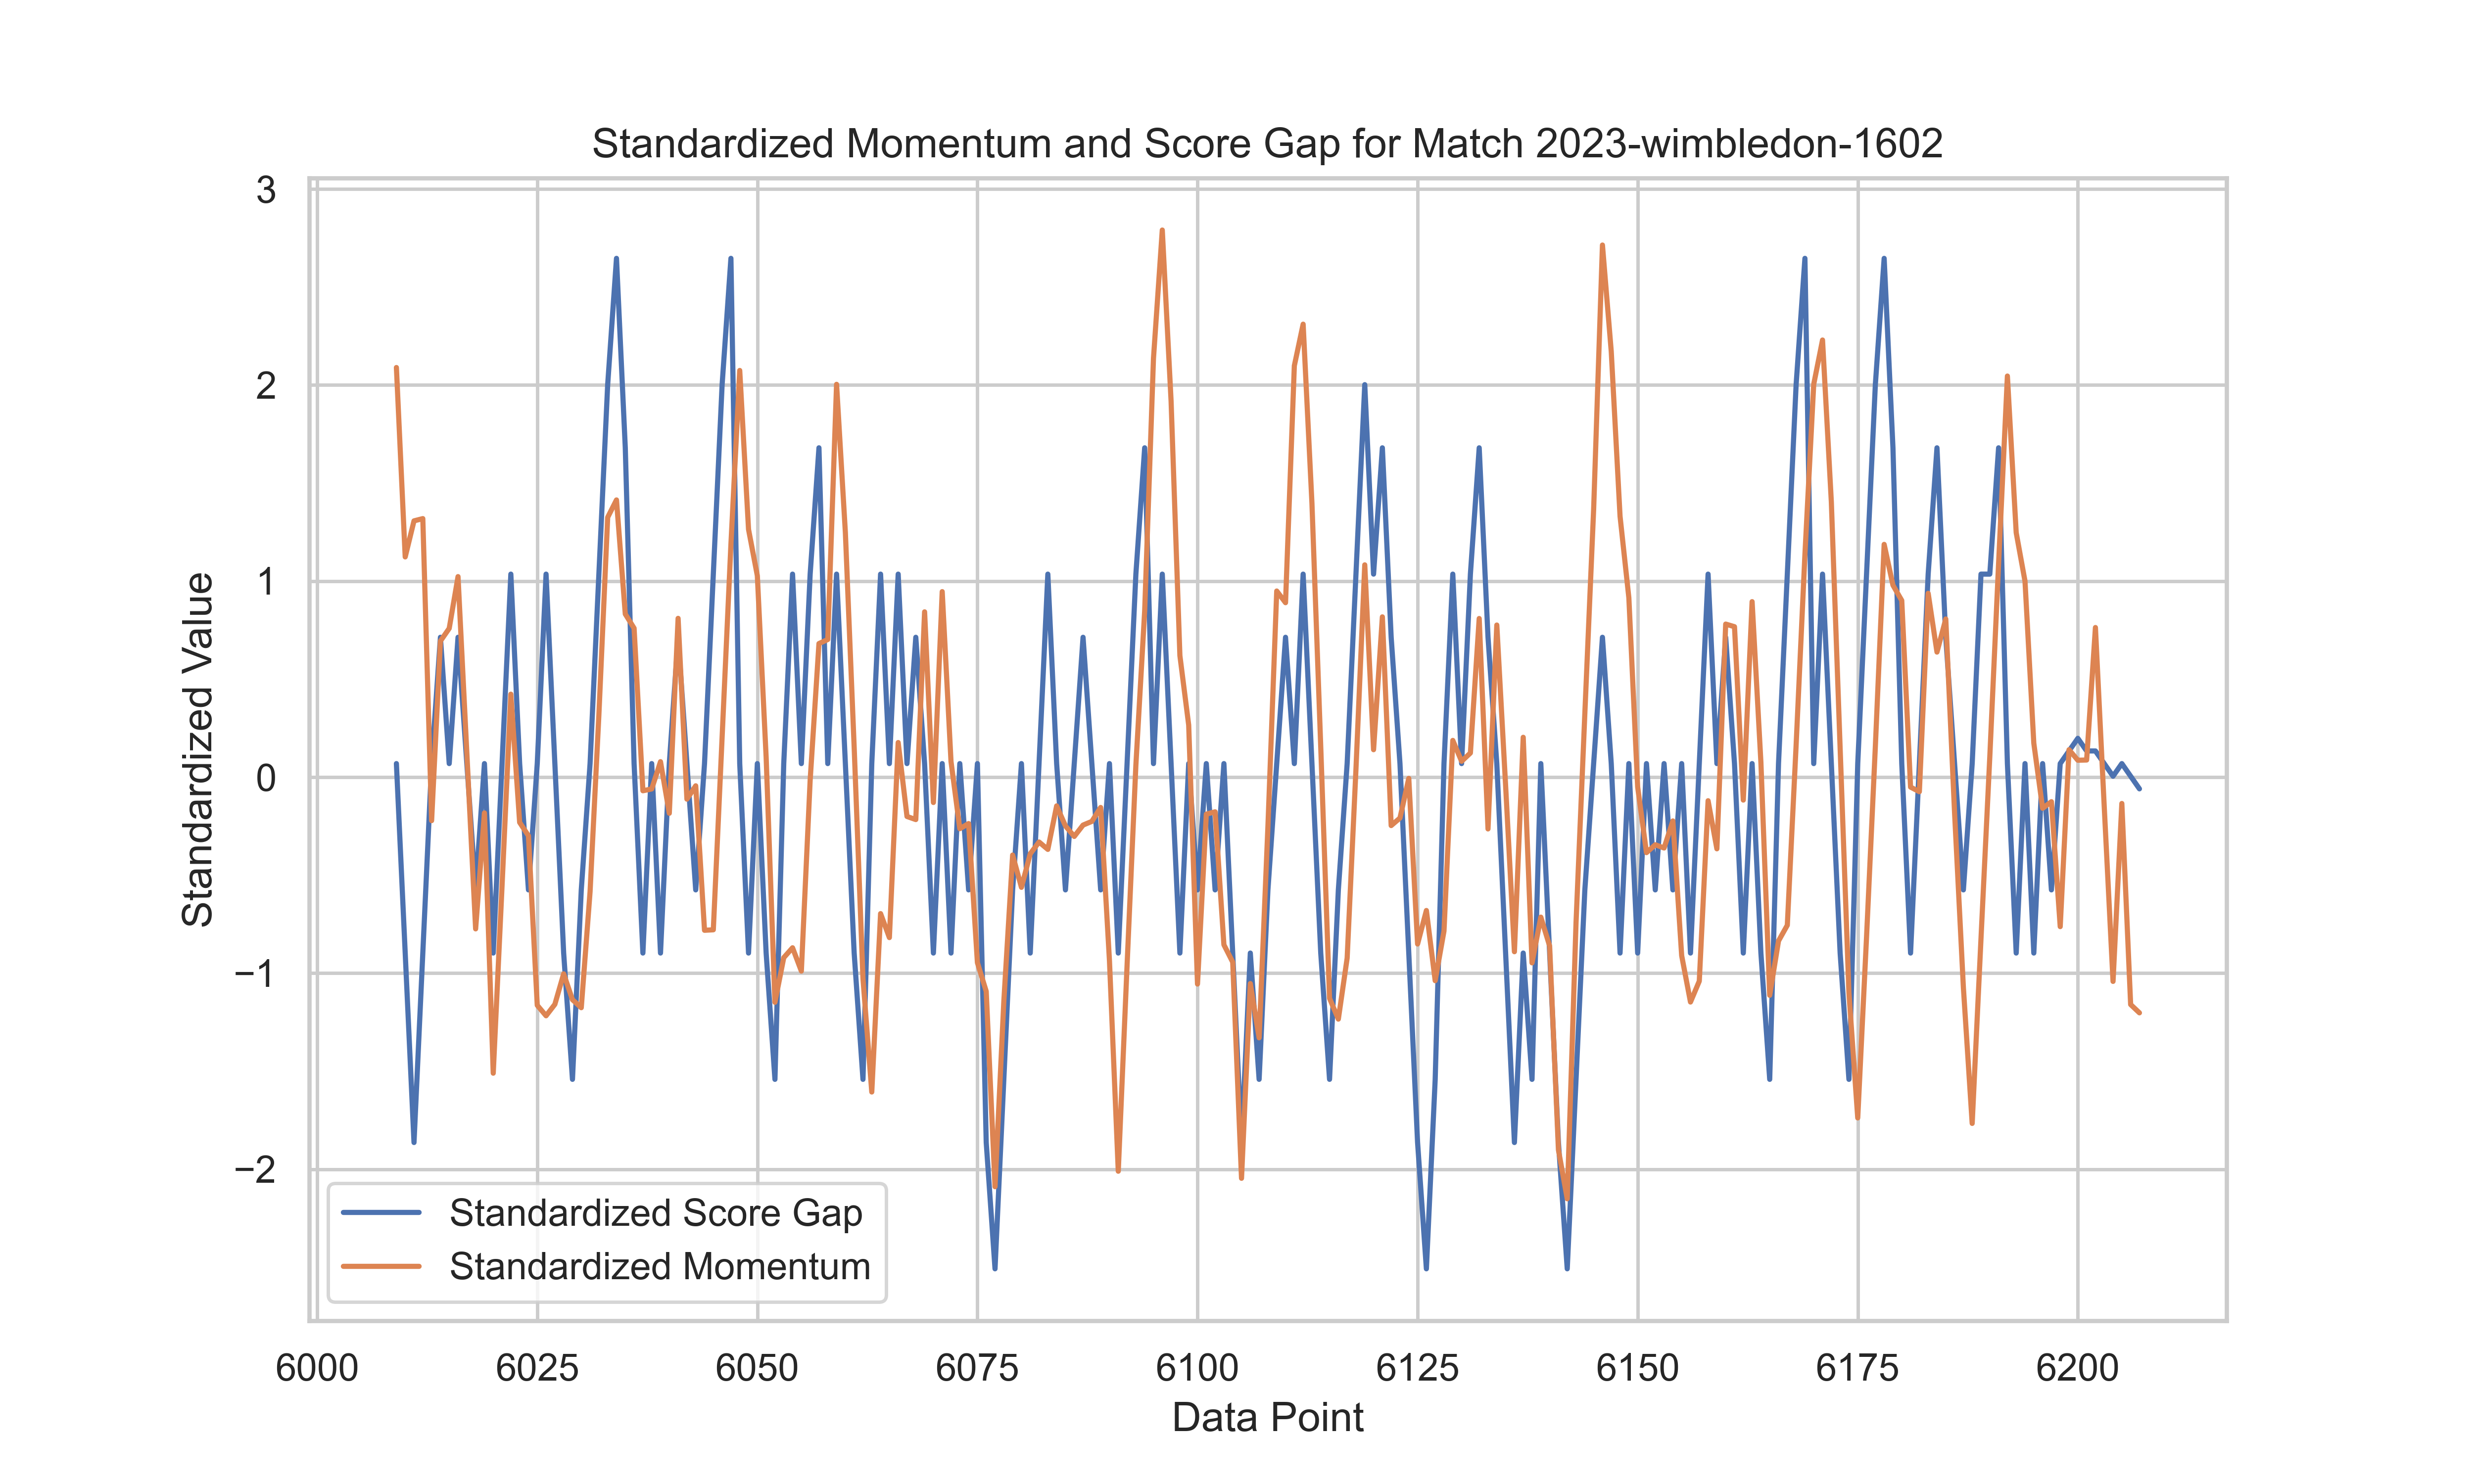 Standardized Momentum and Score Gap for Match 2023-wimbledon-1602
3
2
1
0
−1
−2
Standardized Value
Standardized Score Gap
Standardized Momentum
6000 6025 6050 6075 6100 6125 6150 6175 6200
Data Point